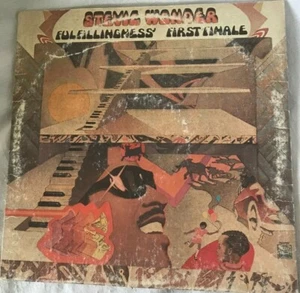 STEVIE WONDER
FULFILLINGNESS' FIRST FINALE